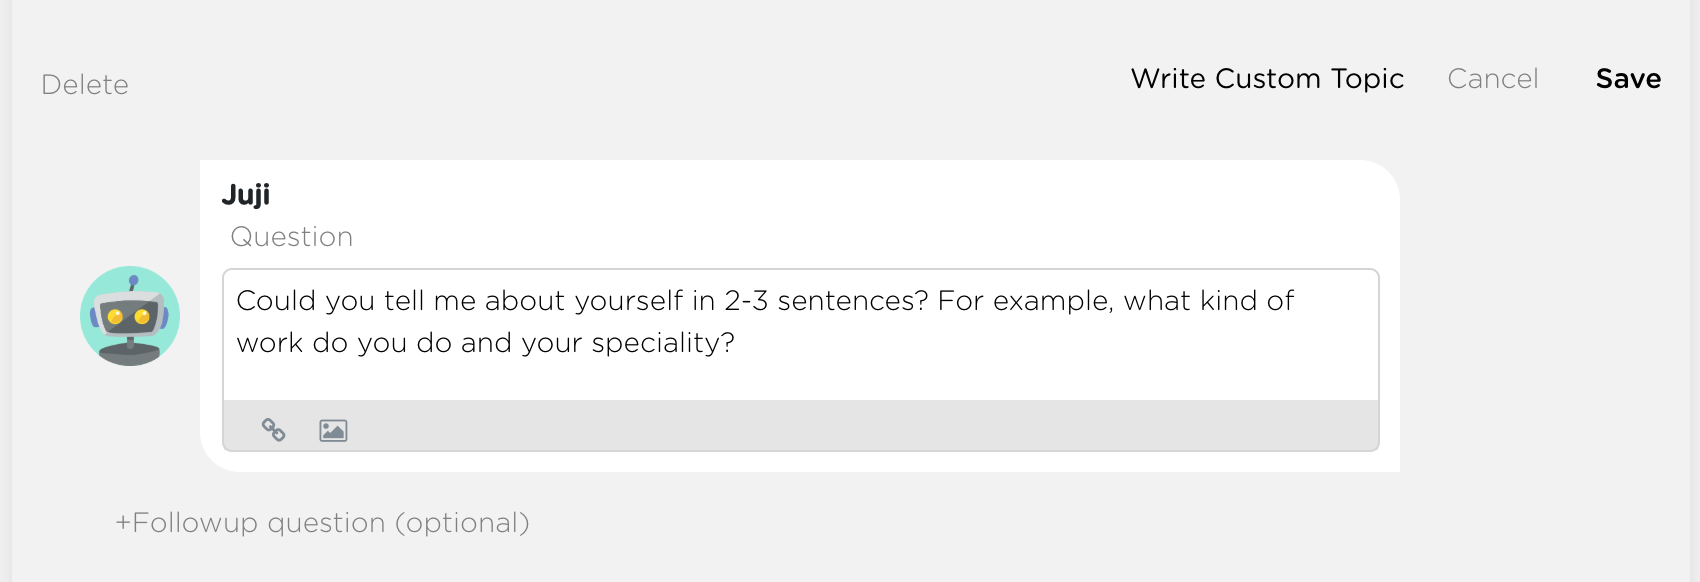 Delete
Write Custom Topic
Cancel
Save
Juji
Question
Could you tell me about yourself in 2-3 sentences? For example, what kind of
work do you do and your speciality?
+Followup question (optional)